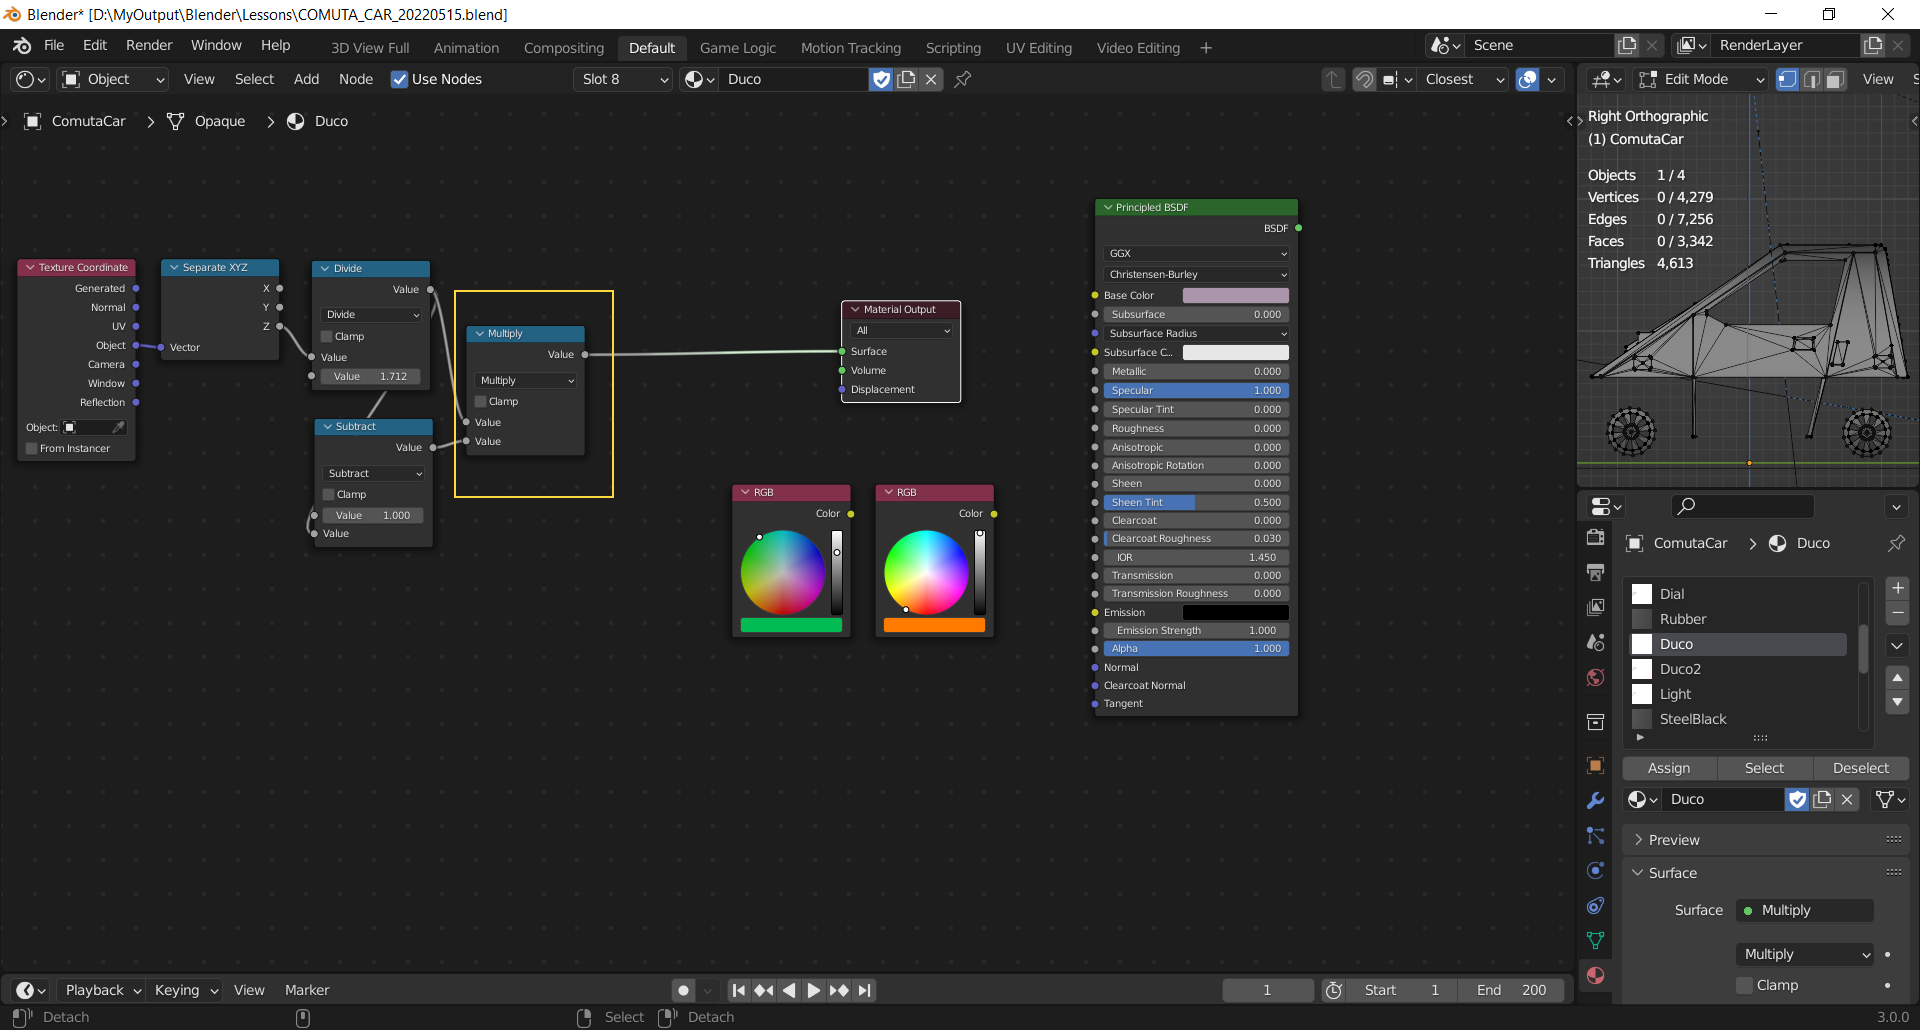 Blender* [D:\MyOutput\Blender\Lessons\COMUTA_CAR_20220515.blend]
File Edit Render Window Help 3D View Full Animation Compositing Default Game Logic Motion Tracking Scripting UV Editing Video Editing + Scene RenderLayer
Object View Select Add Node Use Nodes Slot 8 Duco Closest Edit Mode View S
ComutaCar > Opaque > Duco
Right Orthographic
(1) ComutaCar
Objects 1 / 4
Vertices 0 / 4,279
Edges 0 / 7,256
Faces 0 / 3,342
Triangles 4,613
Texture Coordinate
Generated
Normal
UV
Object
Camera
Window
Reflection
Object:
From Instancer
Separate XYZ
X
Y
Z
Vector
Divide
Value
Divide
Clamp
Value
Value 1.712
Subtract
Value
Subtract
Clamp
Value 1.000
Value
Multiply
Value
Multiply
Clamp
Value
Value
Material Output
All
Surface
Volume
Displacement
RGB
Color
RGB
Color
Principled BSDF
BSDF
GGX
Christensen-Burley
Base Color
Subsurface 0.000
Subsurface Radius
Subsurface C..
Metallic 0.000
Specular 1.000
Specular Tint 0.000
Roughness 0.000
Anisotropic 0.000
Anisotropic Rotation 0.000
Sheen 0.000
Sheen Tint 0.500
Clearcoat 0.000
Clearcoat Roughness 0.030
IOR 1.450
Transmission 0.000
Transmission Roughness 0.000
Emission
Emission Strength 1.000
Alpha 1.000
Normal
Clearcoat Normal
Tangent
ComutaCar > Duco
Dial
Rubber
Duco
Duco2
Light
SteelBlack
Assign Select Deselect
Duco
Preview
Surface
Surface Multiply
Multiply
Clamp
Playback Keying View Marker 1 Start 1 End 200
Detach Select Detach 3.0.0